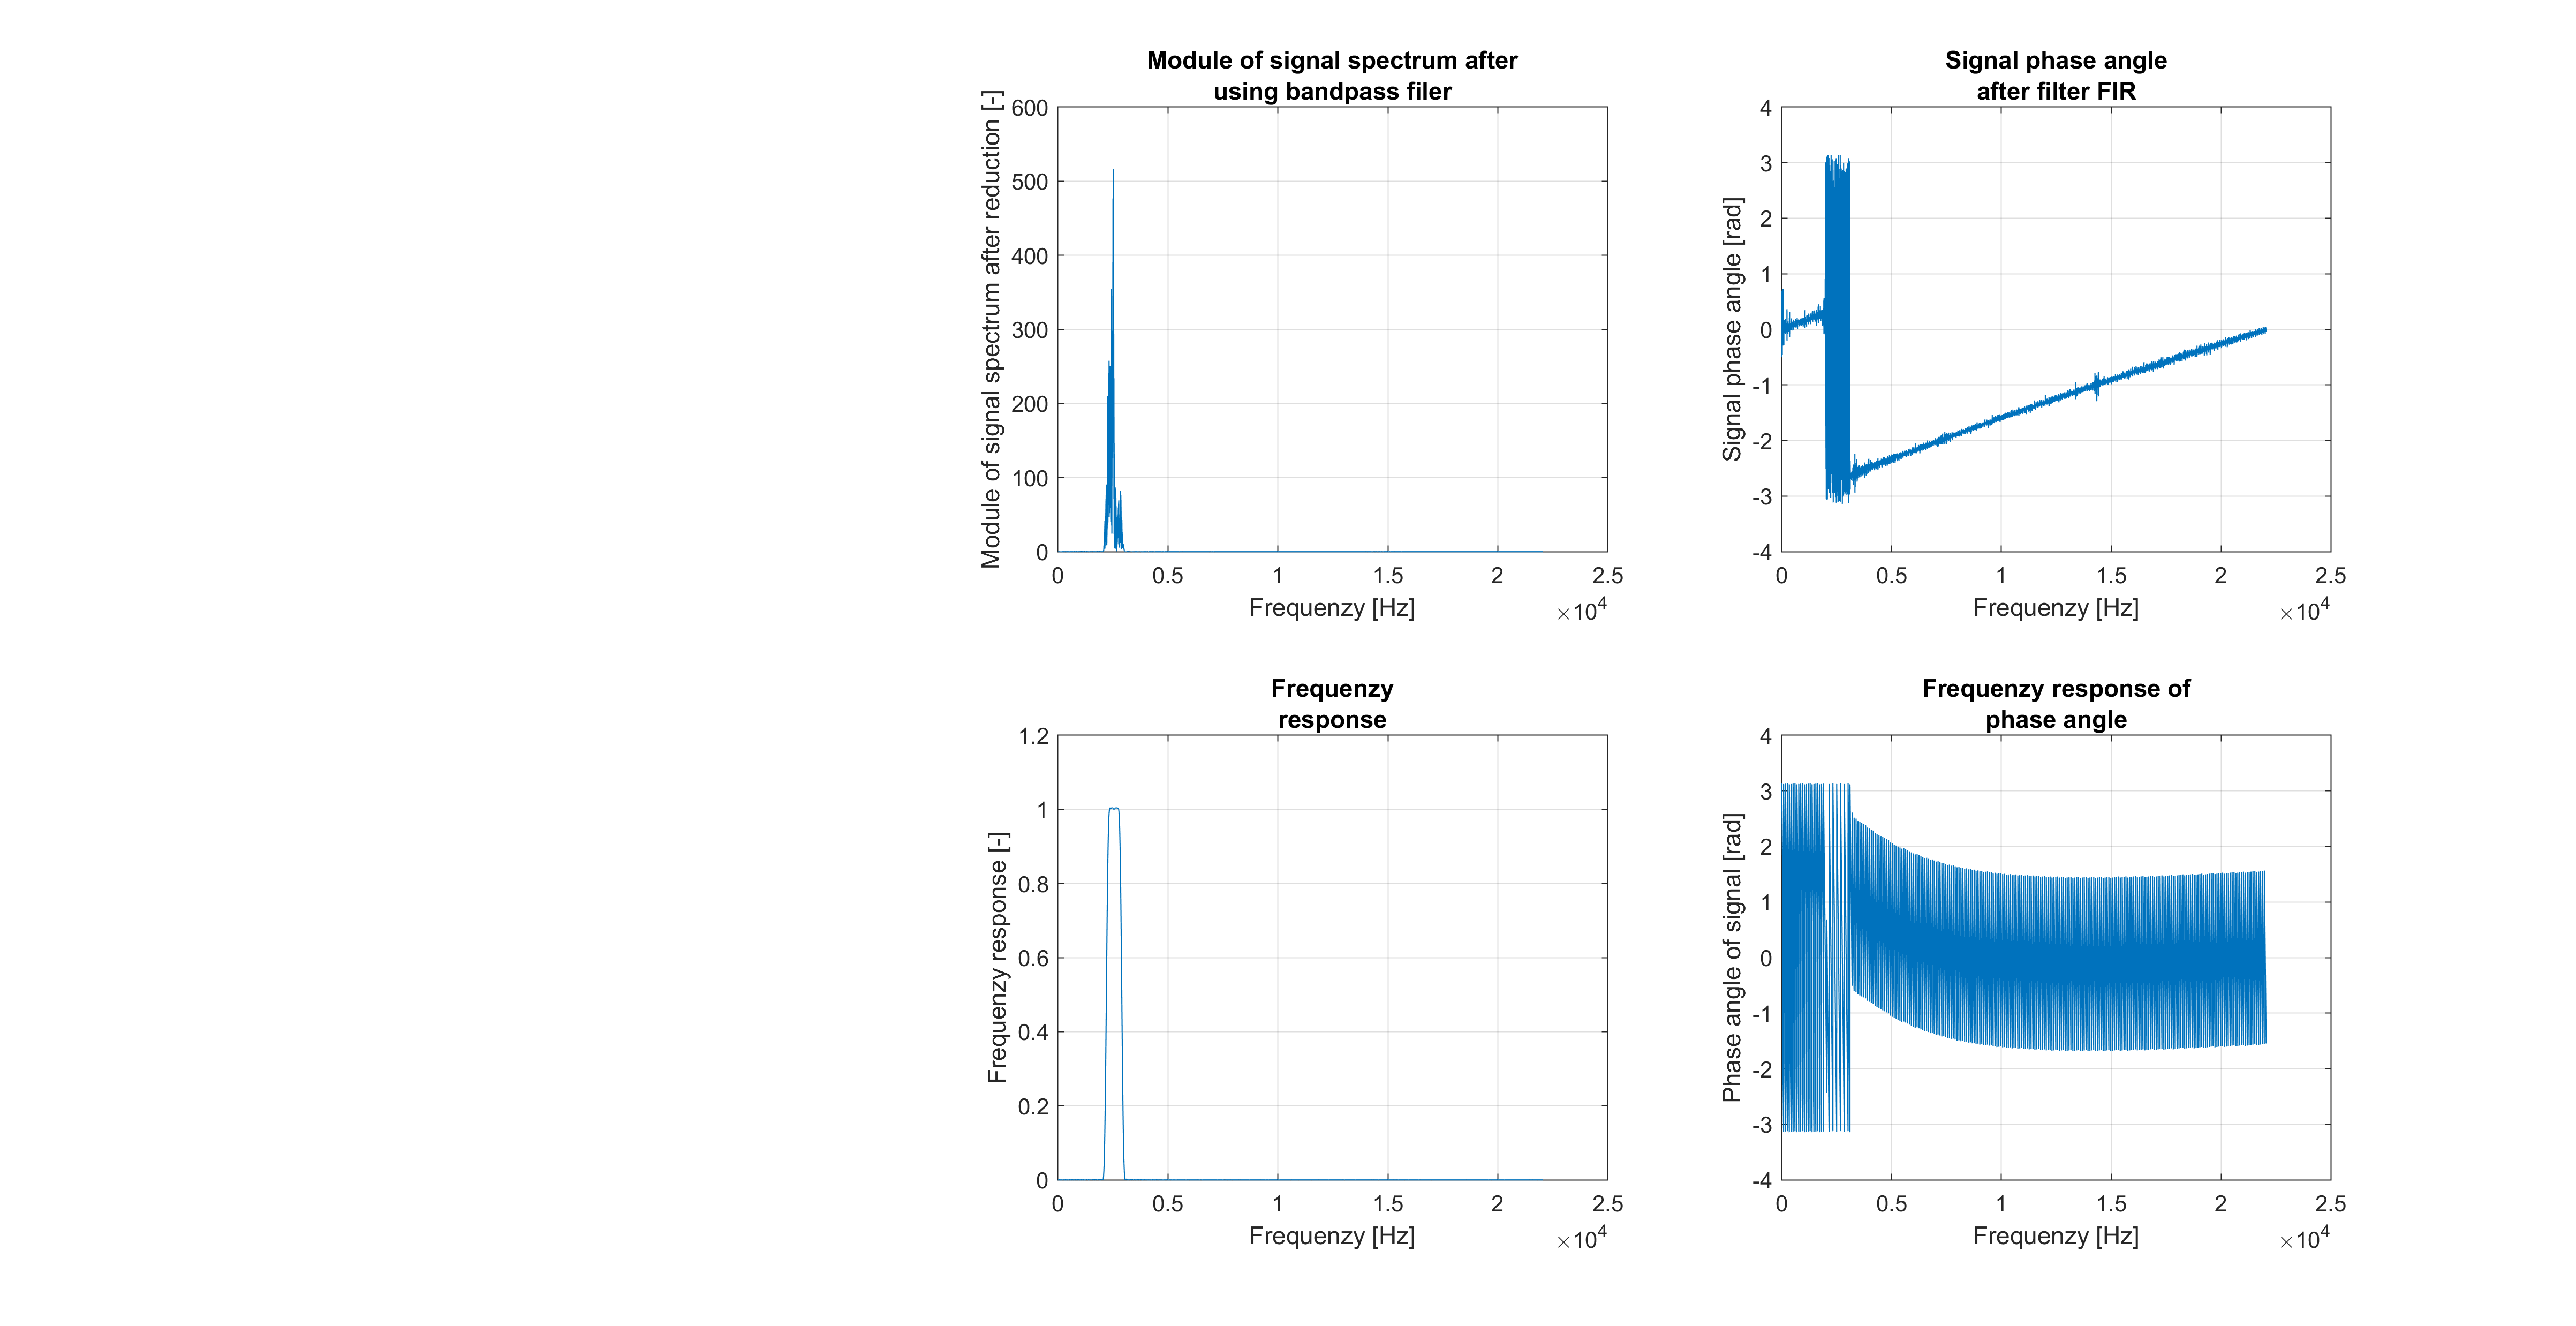 Module of signal spectrum after
using bandpass filer
Module of signal spectrum after reduction [-]
600
500
400
300
200
100
0
0 0.5 1 1.5 2 2.5
Frequenzy [Hz]
×10^4
Signal phase angle
after filter FIR
Signal phase angle [rad]
4
3
2
1
0
-1
-2
-3
-4
0 0.5 1 1.5 2 2.5
Frequenzy [Hz]
×10^4
Frequenzy
response
Frequenzy response [-]
1.2
1
0.8
0.6
0.4
0.2
0
0 0.5 1 1.5 2 2.5
Frequenzy [Hz]
×10^4
Frequenzy response of
phase angle
Phase angle of signal [rad]
4
3
2
1
0
-1
-2
-3
-4
0 0.5 1 1.5 2 2.5
Frequenzy [Hz]
×10^4